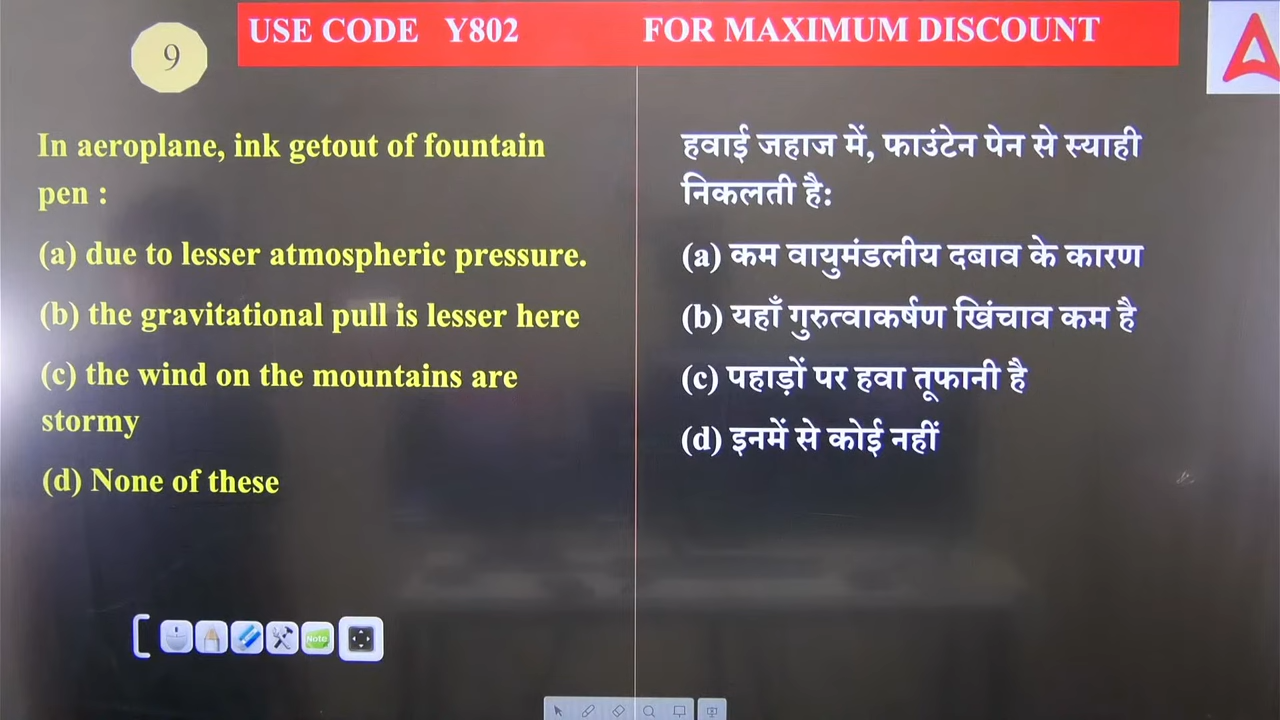 9
USE CODE Y802 FOR MAXIMUM DISCOUNT
In aeroplane, ink getout of fountain
pen :
(a) due to lesser atmospheric pressure.
(b) the gravitational pull is lesser here
(c) the wind on the mountains are
stormy
(d) None of these
हवाई जहाज में, फाउंटेन पेन से स्याही
निकलती है:
(a) कम वायुमंडलीय दबाव के कारण
(b) यहाँ गुरुत्वाकर्षण खिंचाव कम है
(c) पहाड़ों पर हवा तूफानी है
(d) इनमें से कोई नहीं
Note